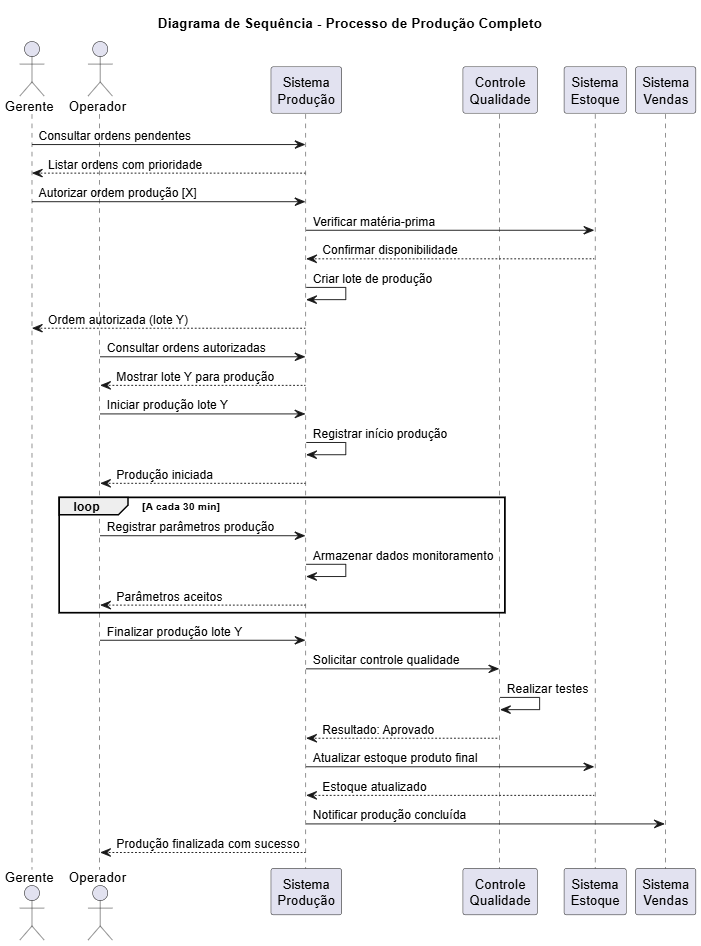 Diagrama de Sequência - Processo de Produção Completo
Gerente
Operador
Sistema
Produção
Controle
Qualidade
Sistema
Estoque
Sistema
Vendas
Consultar ordens pendentes
Listar ordens com prioridade
Autorizar ordem produção [X]
Verificar matéria-prima
Confirmar disponibilidade
Criar lote de produção
Ordem autorizada (lote Y)
Consultar ordens autorizadas
Mostrar lote Y para produção
Iniciar produção lote Y
Registrar início produção
Produção iniciada
loop [A cada 30 min]
Registrar parâmetros produção
Armazenar dados monitoramento
Parâmetros aceitos
Finalizar produção lote Y
Solicitar controle qualidade
Realizar testes
Resultado: Aprovado
Atualizar estoque produto final
Estoque atualizado
Notificar produção concluída
Produção finalizada com sucesso
Gerente
Operador
Sistema
Produção
Controle
Qualidade
Sistema
Estoque
Sistema
Vendas